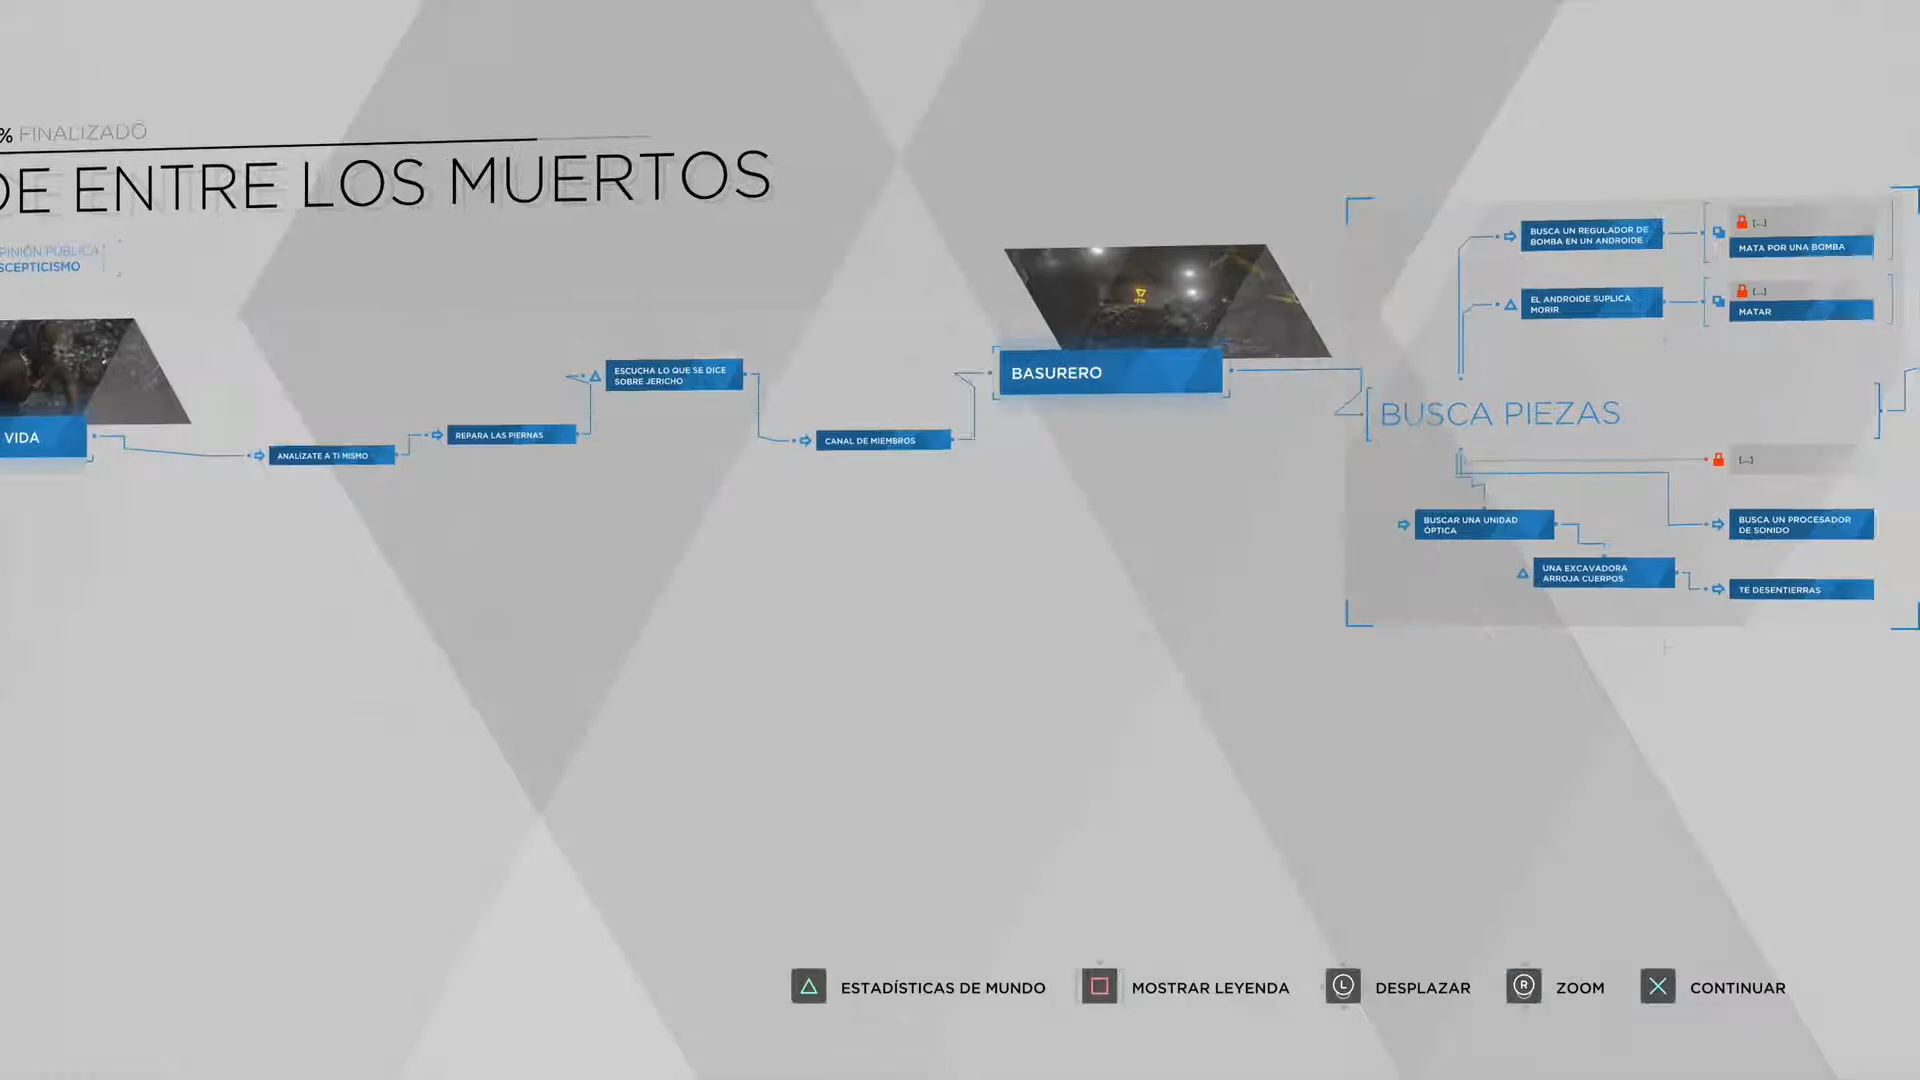 % FINALIZADO
DE ENTRE LOS MUERTOS
PINIÓN PÚBLICA
SCEPTICISMO
VIDA
ANALÍZATE A TI MISMO
REPARA LAS PIERNAS
ESCUCHA LO QUE SE DICE
SOBRE JERICHO
CANAL DE MIEMBROS
BASURERO
BUSCA UN REGULADOR DE
BOMBA EN UN ANDROIDE
[...]
MATA POR UNA BOMBA
EL ANDROIDE SUPLICA
MORIR
[...]
MATAR
BUSCA PIEZAS
[...]
BUSCAR UNA UNIDAD
ÓPTICA
BUSCA UN PROCESADOR
DE SONIDO
UNA EXCAVADORA
ARROJA CUERPOS
TE DESENTIERRAS
ESTADÍSTICAS DE MUNDO
MOSTRAR LEYENDA
L
DESPLAZAR
R
ZOOM
CONTINUAR